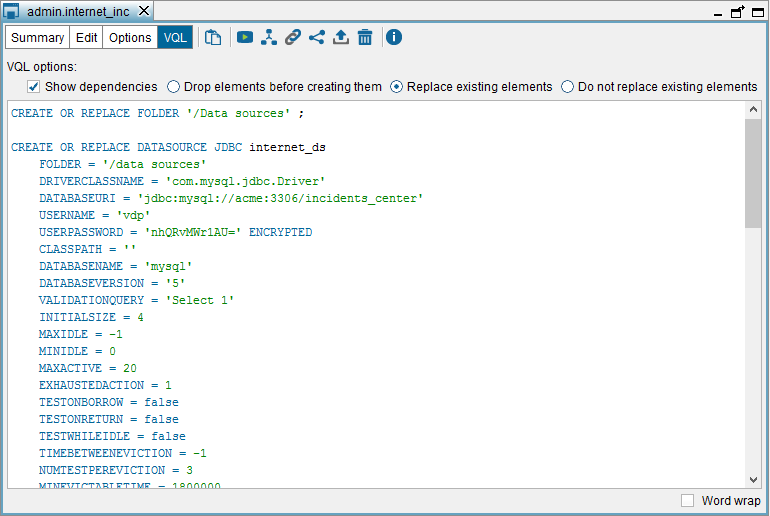 admin.internet_inc
Summary Edit Options VQL
VQL options:
Show dependencies Drop elements before creating them Replace existing elements Do not replace existing elements
CREATE OR REPLACE FOLDER '/Data sources' ;
CREATE OR REPLACE DATASOURCE JDBC internet_ds
FOLDER = '/data sources'
DRIVERCLASSNAME = 'com.mysql.jdbc.Driver'
DATABASEURI = 'jdbc:mysql://acme:3306/incidents_center'
USERNAME = 'vdp'
USERPASSWORD = 'nhQRvMWr1AU=' ENCRYPTED
CLASSPATH = ''
DATABASENAME = 'mysql'
DATABASEVERSION = '5'
VALIDATIONQUERY = 'Select 1'
INITIALSIZE = 4
MAXIDLE = -1
MINIDLE = 0
MAXACTIVE = 20
EXHAUSTEDACTION = 1
TESTONBORROW = false
TESTONRETURN = false
TESTWHILEIDLE = false
TIMEBETWEENEVICTION = -1
NUMTESTPEREVICTION = 3
MINEVICTABLETIME = 1800000
Word wrap